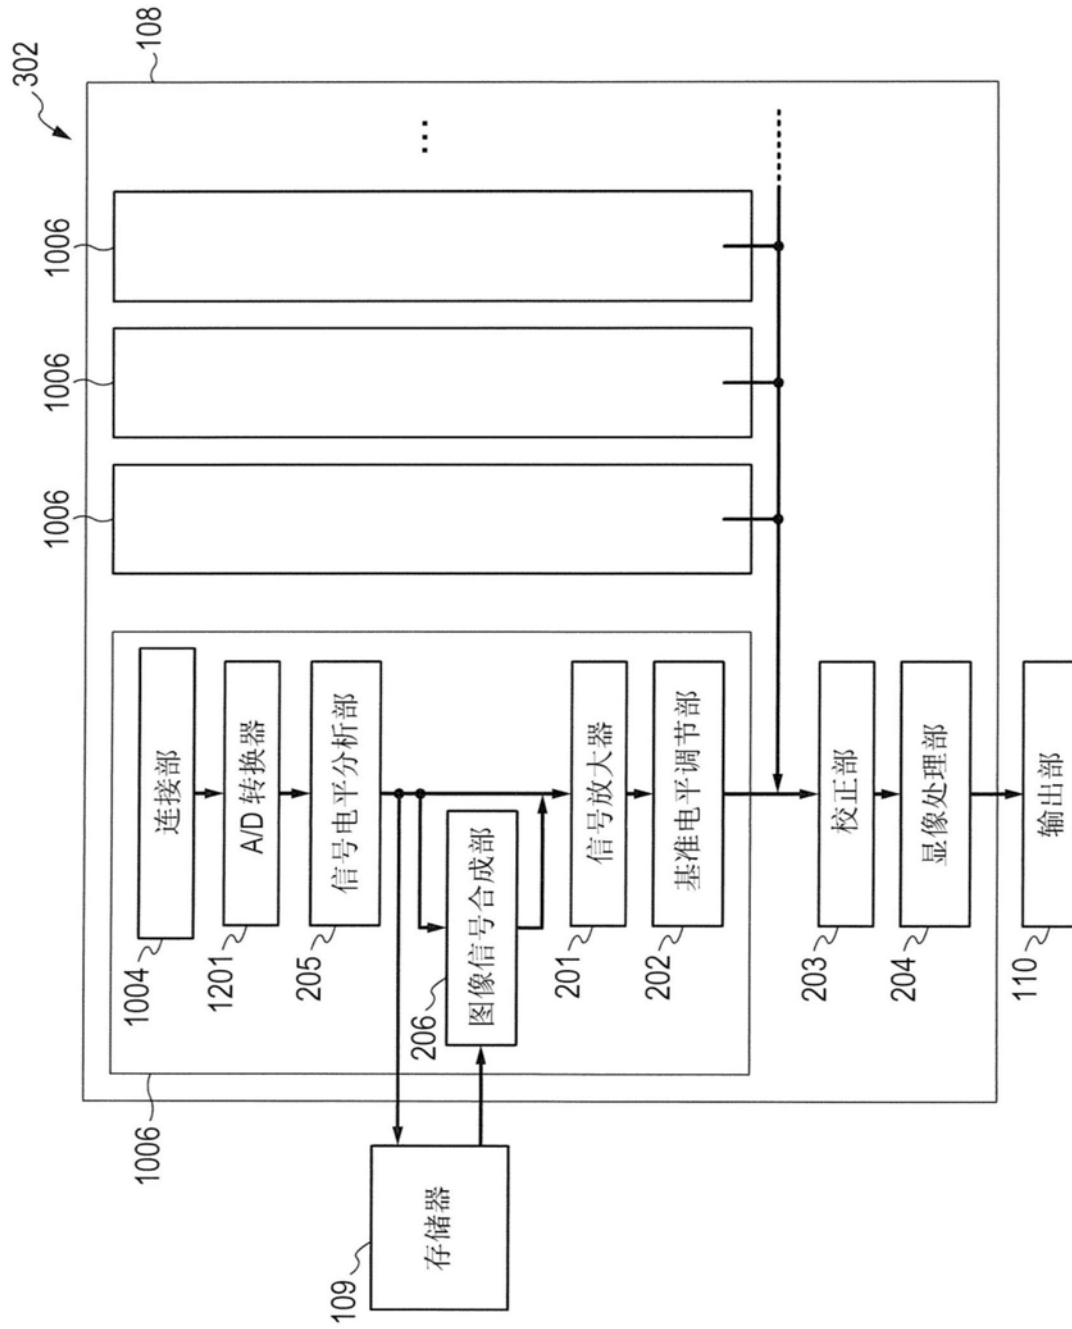 302
108
1006
1006
1006
…
1004
连接部
1201
A/D 转换器
205
信号电平分析部
206
图像信号合成部
201
信号放大器
202
基准电平调节部
1006
109
存储器
203
校正部
204
显像处理部
110
输出部